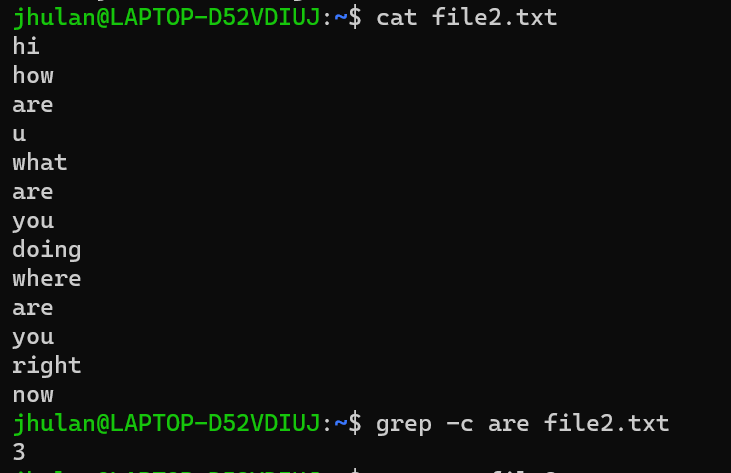 jhulan@LAPTOP-D52VDIUJ:~$ cat file2.txt
hi
how
are
u
what
are
you
doing
where
are
you
right
now
jhulan@LAPTOP-D52VDIUJ:~$ grep -c are file2.txt
3